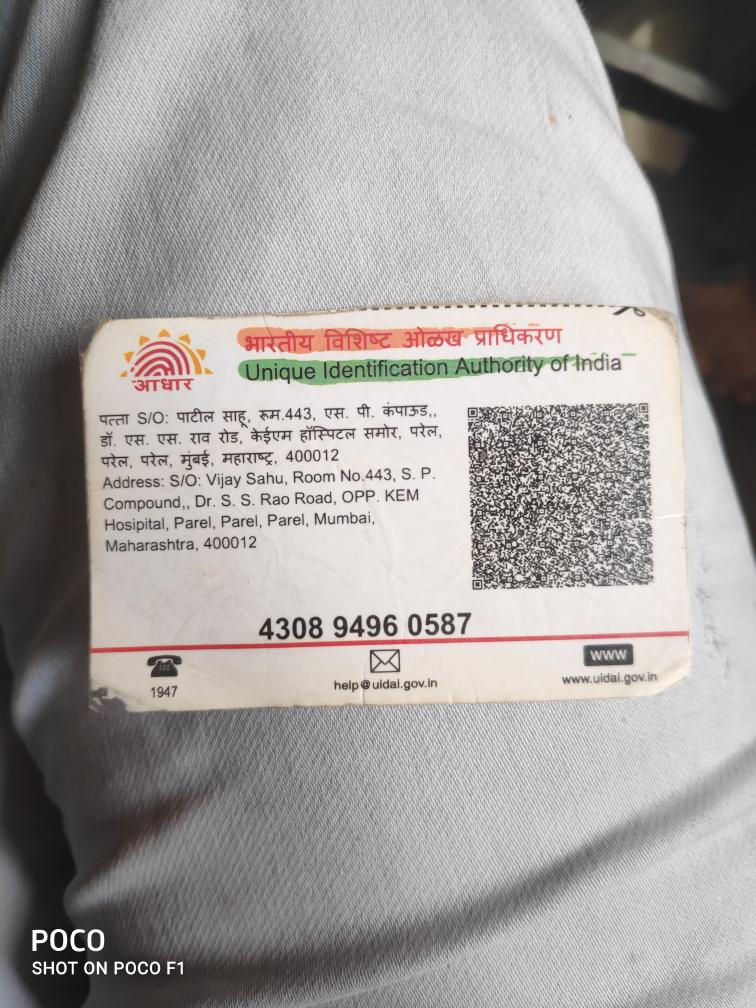 भारतीय विशिष्ट ओळख प्राधिकरण
Unique Identification Authority of India
आधार
पत्ता S/O: पाटील साहू, रूम.443, एस. पी. कंपाऊड,,
डॉ. एस. एस. राव रोड, केईएम हॉस्पिटल समोर, परेल,
परेल, परेल, मुंबई, महाराष्ट्र, 400012
Address: S/O: Vijay Sahu, Room No.443, S. P.
Compound,, Dr. S. S. Rao Road, OPP. KEM
Hosipital, Parel, Parel, Parel, Mumbai,
Maharashtra, 400012
4308 9496 0587
WWW
1947
help@uidai.gov.in
www.uidai.gov.in
POCO
SHOT ON POCO F1